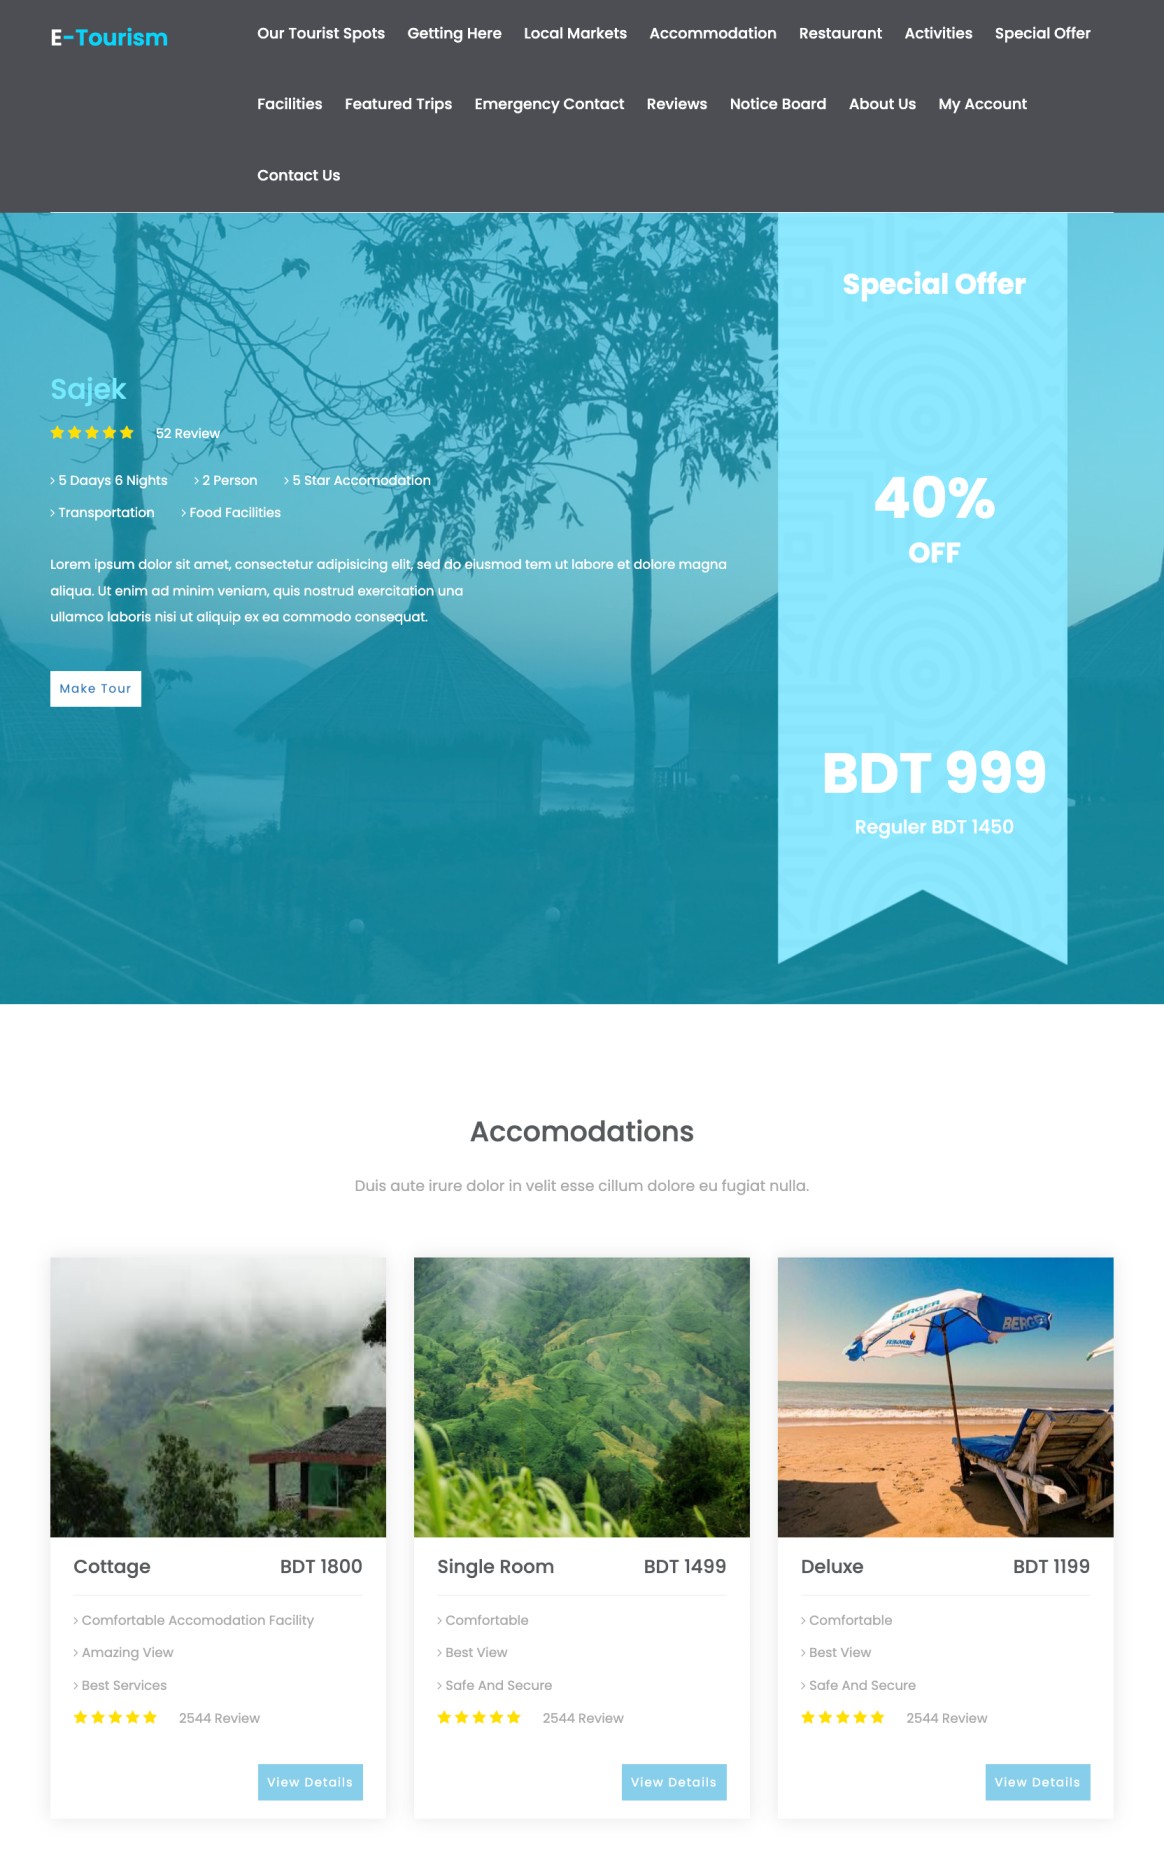 E-Tourism
Our Tourist Spots Getting Here Local Markets Accommodation Restaurant Activities Special Offer
Facilities Featured Trips Emergency Contact Reviews Notice Board About Us My Account
Contact Us
Sajek
52 Review
> 5 Daays 6 Nights > 2 Person > 5 Star Accomodation
> Transportation > Food Facilities
Lorem ipsum dolor sit amet, consectetur adipisicing elit, sed do eiusmod tem ut labore et dolore magna
aliqua. Ut enim ad minim veniam, quis nostrud exercitation una
ullamco laboris nisi ut aliquip ex ea commodo consequat.
Make Tour
Special Offer
40%
OFF
BDT 999
Reguler BDT 1450
Accomodations
Duis aute irure dolor in velit esse cillum dolore eu fugiat nulla.
BERGER
BERGER
Cottage BDT 1800
> Comfortable Accomodation Facility
> Amazing View
> Best Services
2544 Review
View Details
Single Room BDT 1499
> Comfortable
> Best View
> Safe And Secure
2544 Review
View Details
Deluxe BDT 1199
> Comfortable
> Best View
> Safe And Secure
2544 Review
View Details